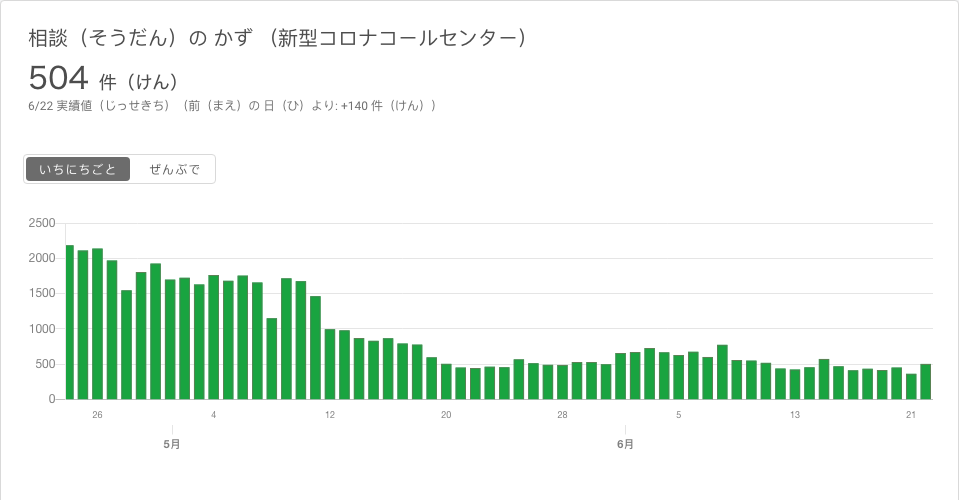 相談（そうだん）の かず （新型コロナコールセンター）
504 件（けん）
6/22 実績値（じっせきち）（前（まえ）の 日（ひ）より: +140 件（けん））
いちにちごと ぜんぶで
2500
2000
1500
1000
500
0
26 4 12 20 28 5 13 21
5月 6月